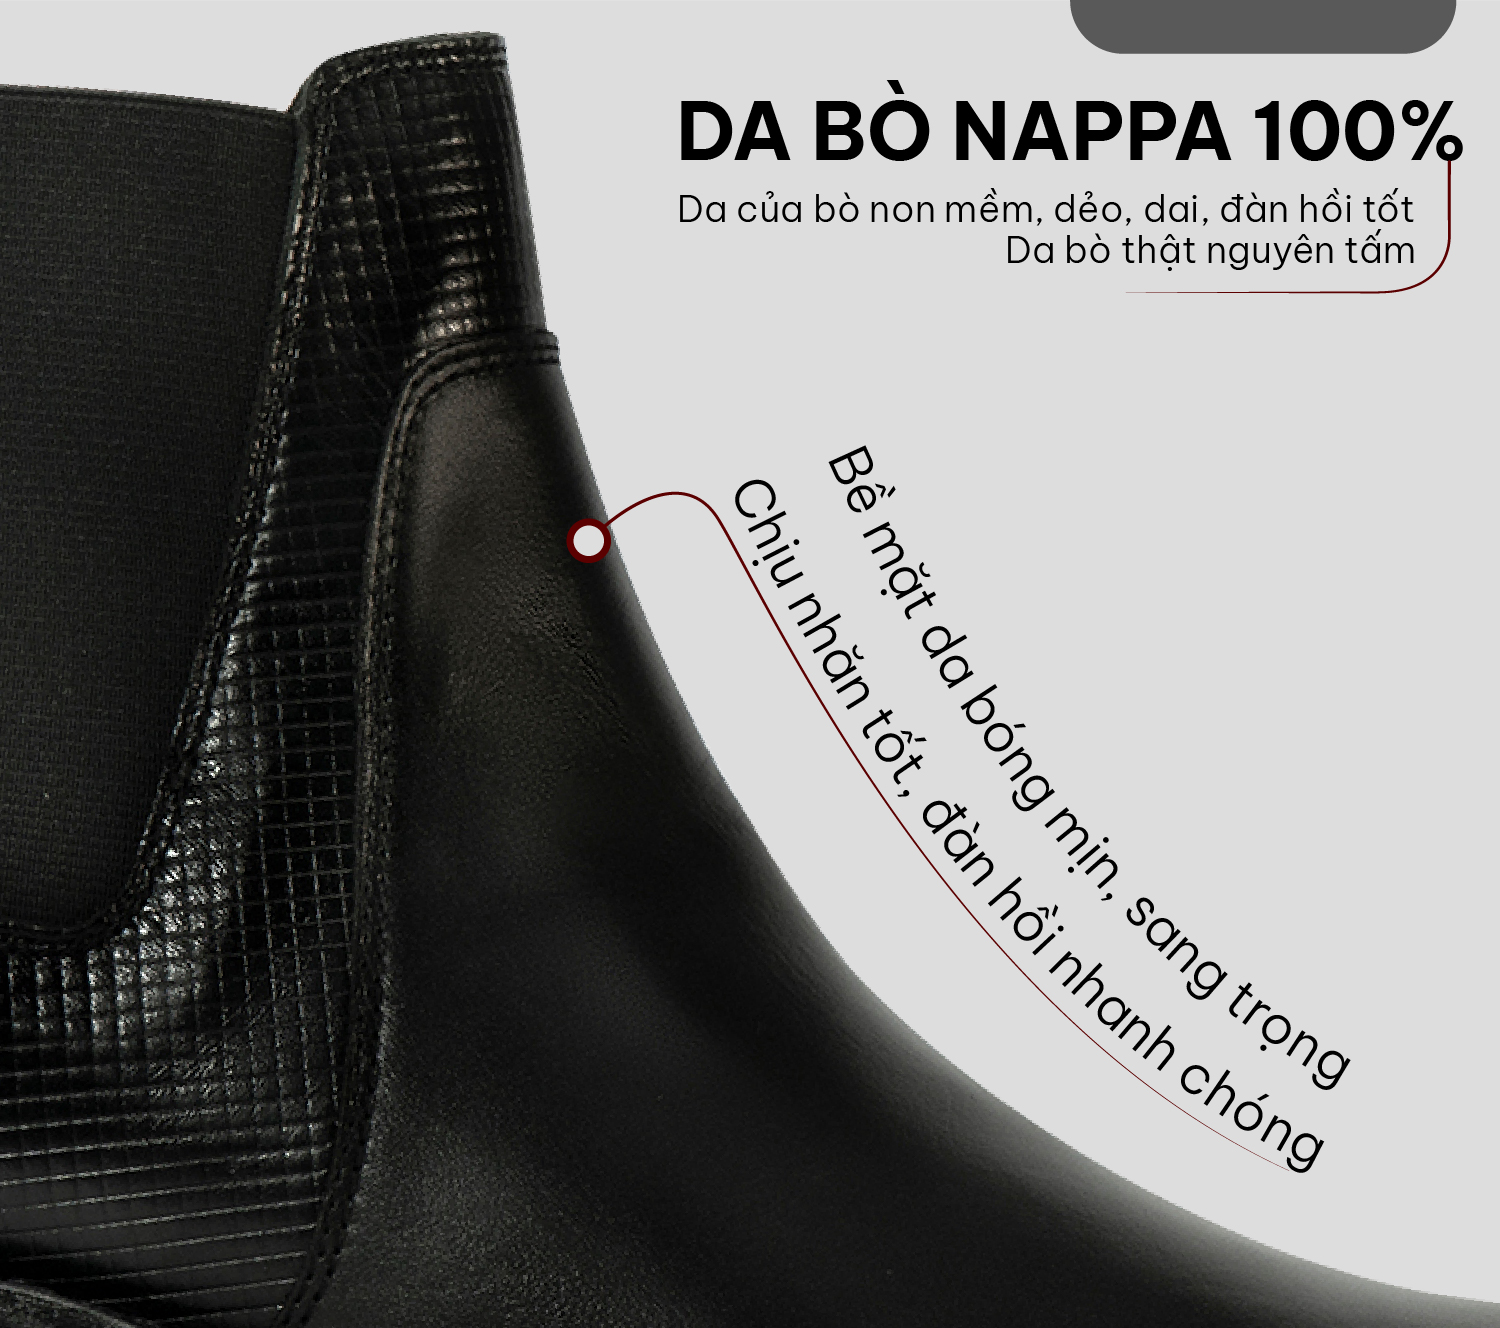 DA BÒ NAPPA 100%
Da của bò non mềm, dẻo, dai, đàn hồi tốt
Da bò thật nguyên tấm
Bề mặt da bóng mịn, sang trọng
Chịu nhăn tốt, đàn hồi nhanh chóng